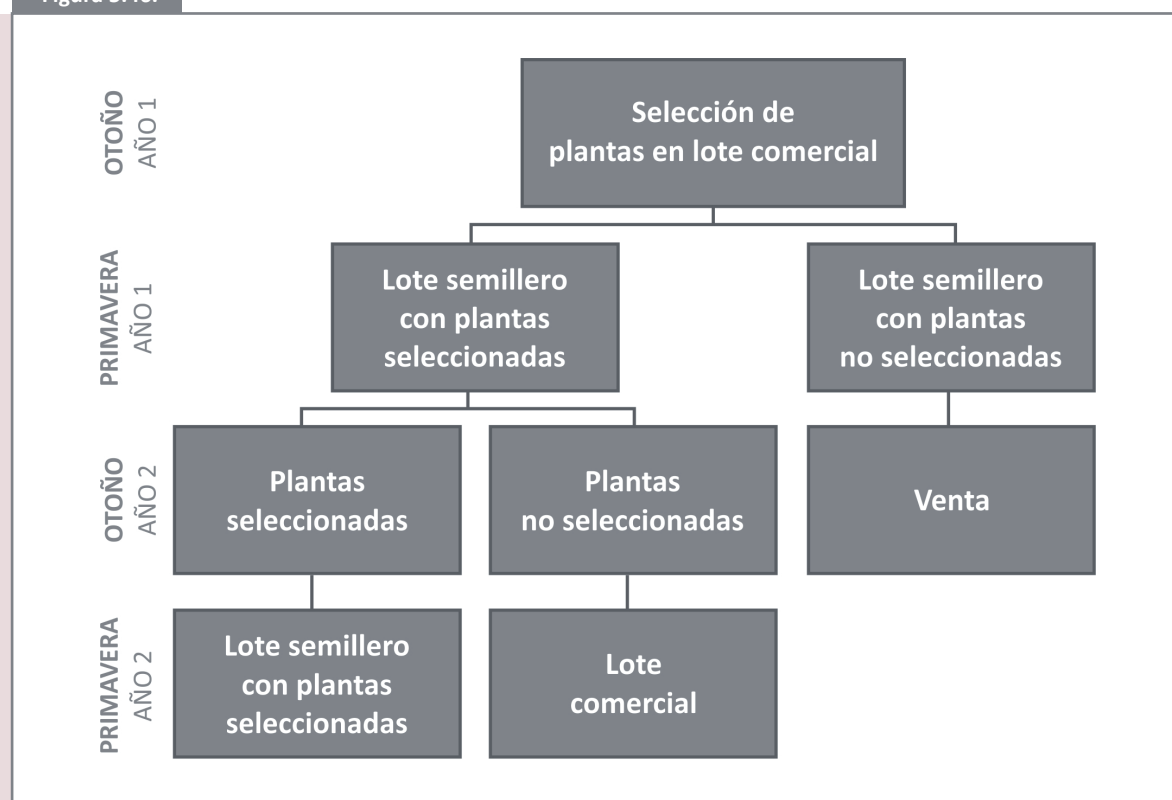 OTOÑO
AÑO 1
Selección de
plantas en lote comercial
PRIMAVERA
AÑO 1
Lote semillero
con plantas
seleccionadas
Lote semillero
con plantas
no seleccionadas
OTOÑO
AÑO 2
Plantas
seleccionadas
Plantas
no seleccionadas
Venta
PRIMAVERA
AÑO 2
Lote semillero
con plantas
seleccionadas
Lote
comercial